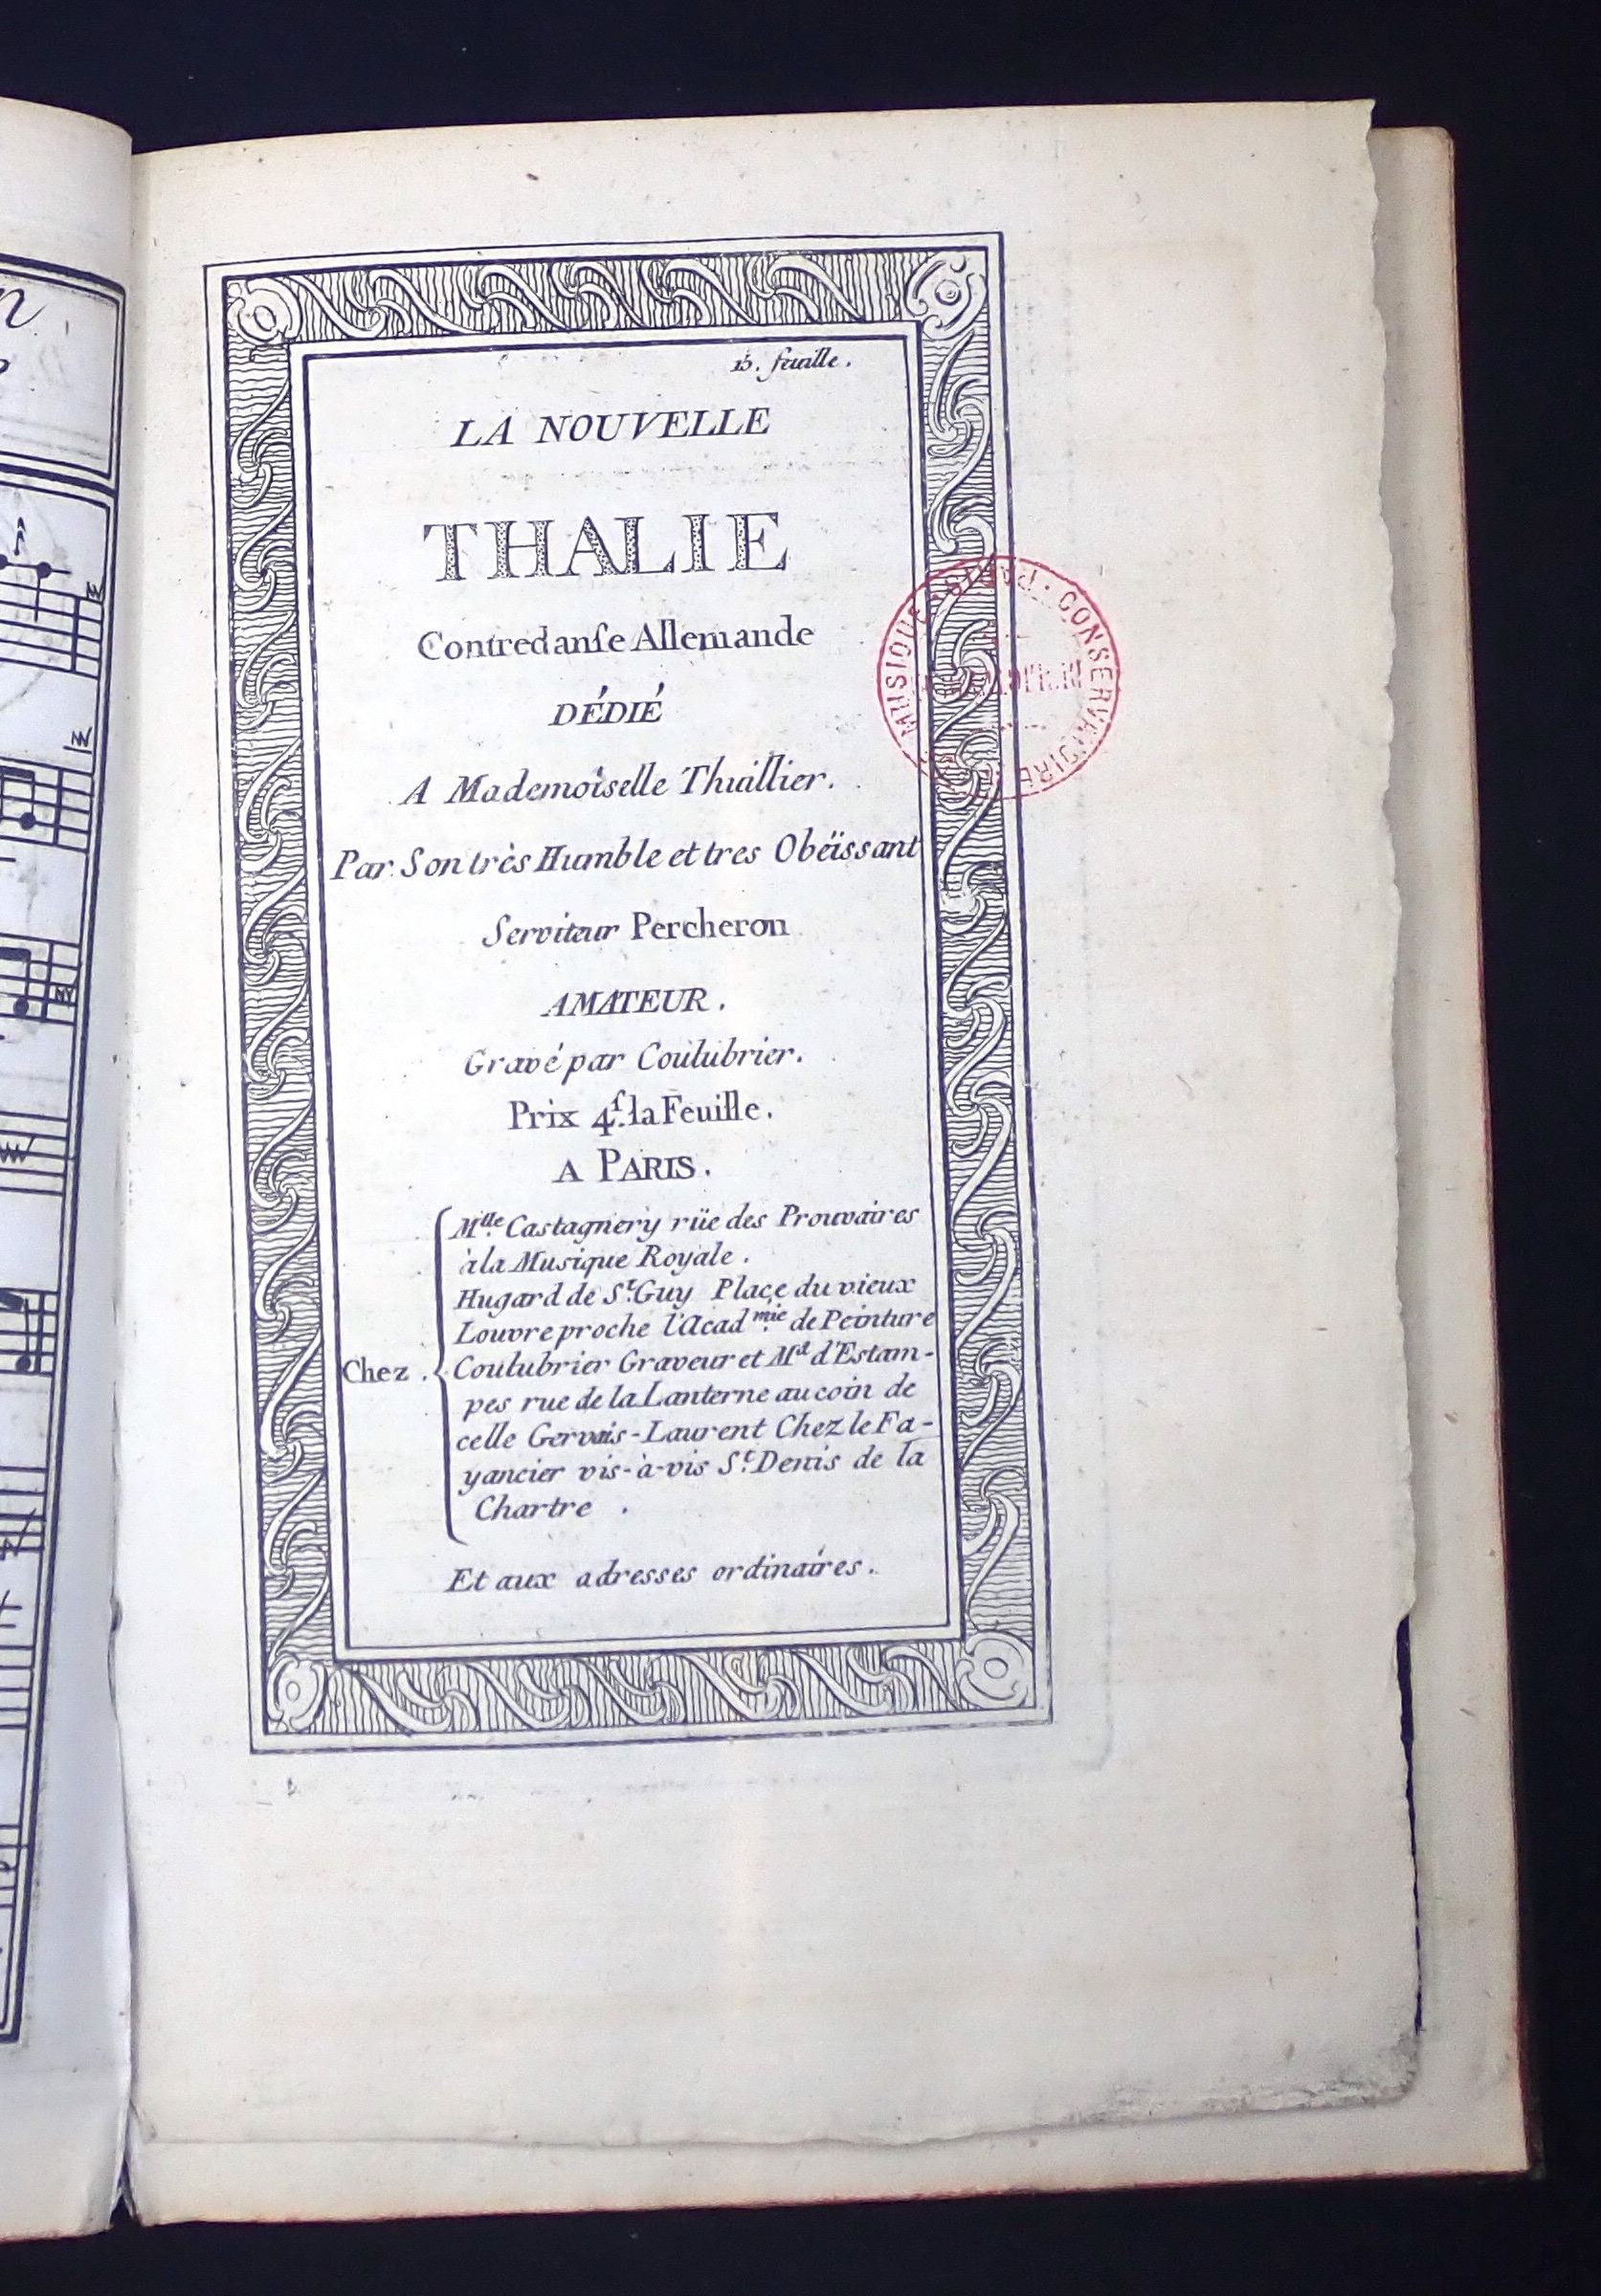 feuille.
LA NOUVELLE
THALIE
Contredanſe Allemande
DÉDIÉ
A Mademoiselle Thuillier.
Par Son très Humble et tres Obëissant
Serviteur Percheron
AMATEUR.
Gravé par Coulubrier.
Prix 4.ſ la Feuille.
A PARIS.
Chez.
Mlle. Castagnery rüe des Prouvaires
à la Musique Royale.
Hugard de St. Guy Place du vieux
Louvre proche l'Acadmie. de Peinture
Coulubrier Graveur et Md. d'Estam-
pes rue de la Lanterne au coin de
celle Gervais-Laurent Chez le Fa-
yancier vis-à-vis St. Denis de la
Chartre.
Et aux adresses ordinaires.
CONSERVATOIRE DE MUSIQUE · PARIS ·